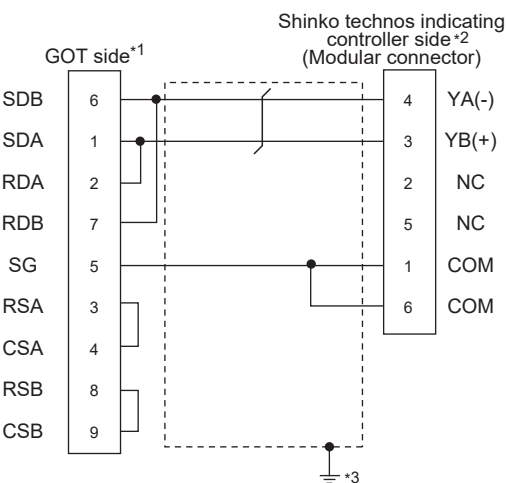 Shinko technos indicating
controller side*2
(Modular connector)
GOT side*1
SDB 6 4 YA(-)
SDA 1 3 YB(+)
RDA 2 2 NC
RDB 7 5 NC
SG 5 1 COM
RSA 3 6 COM
CSA 4
RSB 8
CSB 9
*3